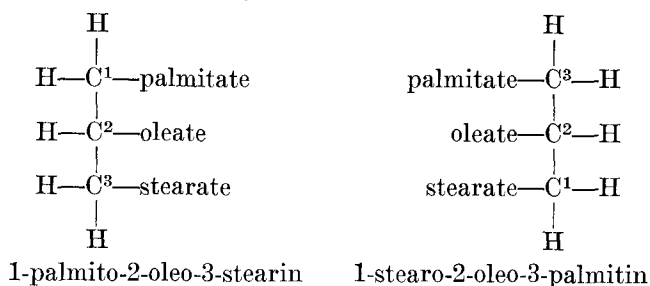 H H
H—C¹—palmitate palmitate—C³—H
H—C²—oleate oleate—C²—H
H—C³—stearate stearate—C¹—H
H H
1-palmito-2-oleo-3-stearin 1-stearo-2-oleo-3-palmitin